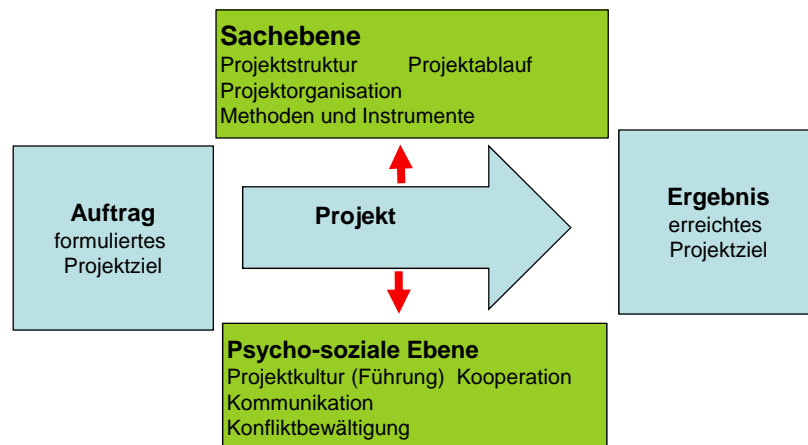 Sachebene
Projektstruktur Projektablauf
Projektorganisation
Methoden und Instrumente
Auftrag
formuliertes
Projektziel
Projekt
Ergebnis
erreichtes
Projektziel
Psycho-soziale Ebene
Projektkultur (Führung) Kooperation
Kommunikation
Konfliktbewältigung